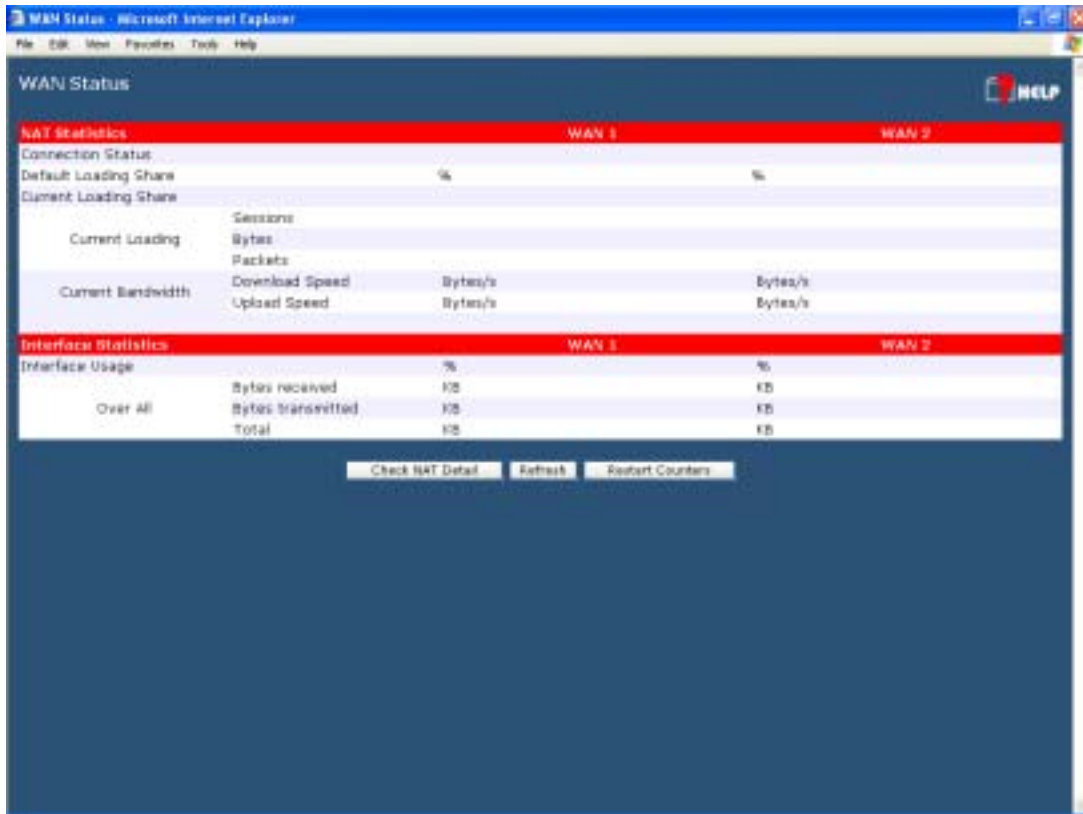 WAN Status - Microsoft Internet Explorer
File Edit View Favorites Tools Help
WAN Status
HELP
NAT Statistics WAN 1 WAN 2
Connection Status
Default Loading Share % %
Current Loading Share
Current Loading
Sessions
Bytes
Packets
Current Bandwidth
Download Speed Bytes/s Bytes/s
Upload Speed Bytes/s Bytes/s
Interface Statistics WAN 1 WAN 2
Interface Usage % %
Over All
Bytes received KB KB
Bytes transmitted KB KB
Total KB KB
Check NAT Detail Refresh Restart Counters